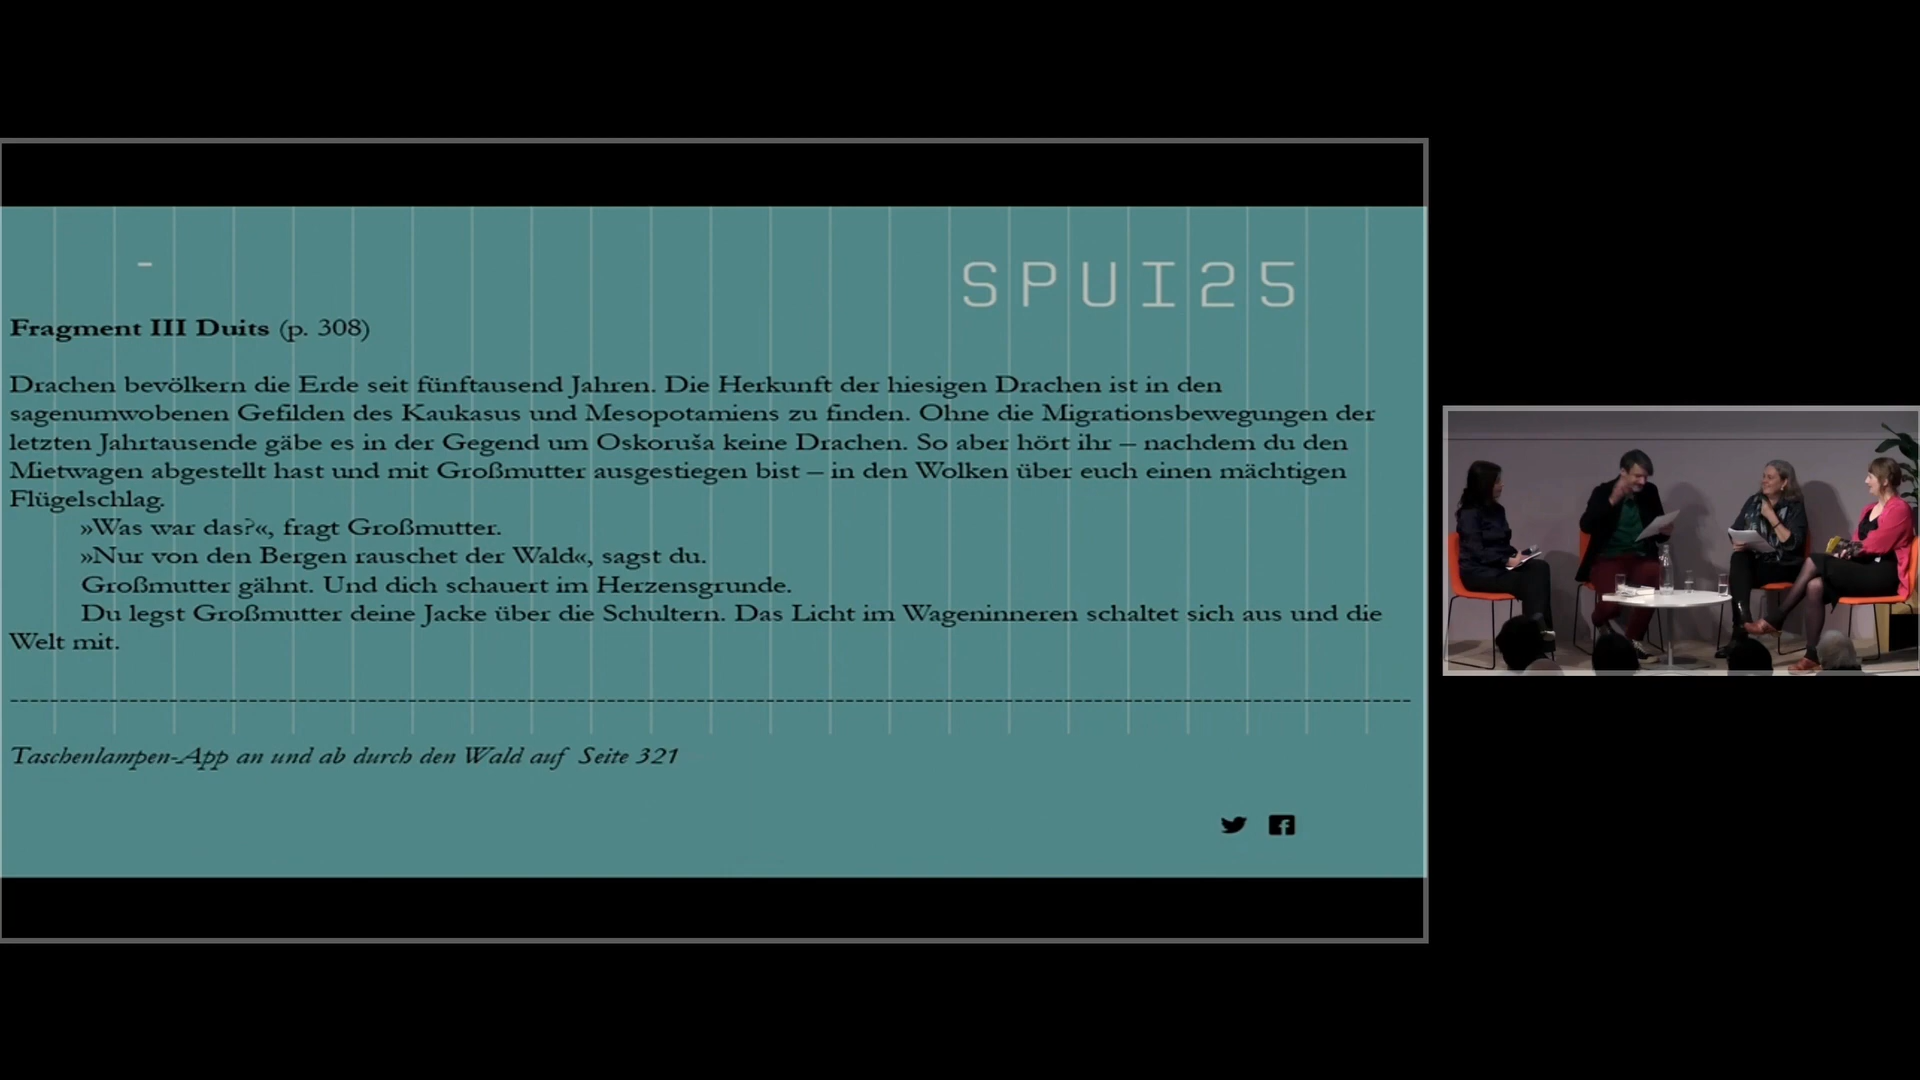 SPUI25
Fragment III Duits (p. 308)
Drachen bevölkern die Erde seit fünftausend Jahren. Die Herkunft der hiesigen Drachen ist in den
sagenumwobenen Gefilden des Kaukasus und Mesopotamiens zu finden. Ohne die Migrationsbewegungen der
letzten Jahrtausende gäbe es in der Gegend um Oskoruša keine Drachen. So aber hört ihr – nachdem du den
Mietwagen abgestellt hast und mit Großmutter ausgestiegen bist – in den Wolken über euch einen mächtigen
Flügelschlag.
»Was war das?«, fragt Großmutter.
»Nur von den Bergen rauschet der Wald«, sagst du.
Großmutter gähnt. Und dich schauert im Herzensgrunde.
Du legst Großmutter deine Jacke über die Schultern. Das Licht im Wageninneren schaltet sich aus und die
Welt mit.
Taschenlampen-App an und ab durch den Wald auf Seite 321